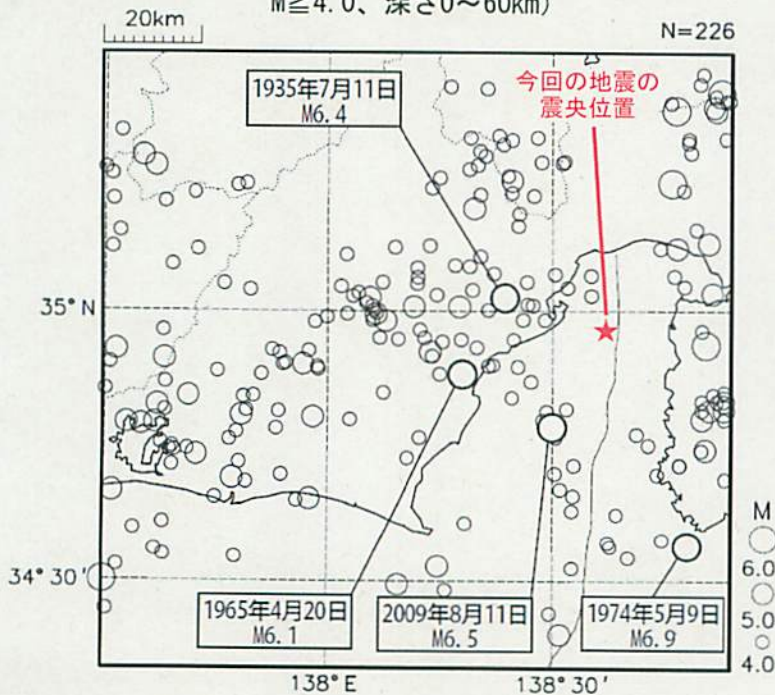 M≧4.0、深さ0～60km)
20km
N=226
1935年7月11日
M6.4
今回の地震の
震央位置
35°N
34°30'
1965年4月20日
M6.1
2009年8月11日
M6.5
1974年5月9日
M6.9
M
6.0
5.0
4.0
138°E
138°30'